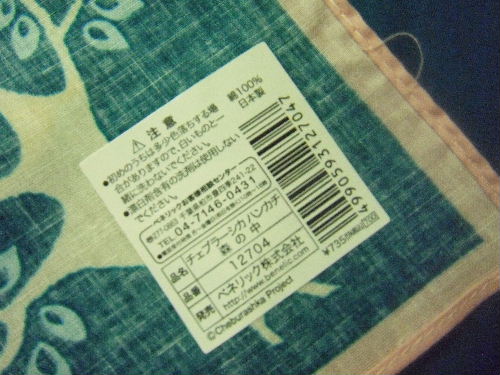 綿100%
日本製
⚠ 注意
●初めのうちは多少色落ちする場
合がありますので、白いものと一
緒に洗わないでください。
●蛍白剤含有の洗剤は使用しない
でください。
ベネリックお客様相談センター
TEL 04-7146-0431
品名 チェブラーシカ ハンカチ
森の中
品番 12704
発売 ベネリック株式会社
http://www.benelic.com/
©Cheburashka Project
4990593127047